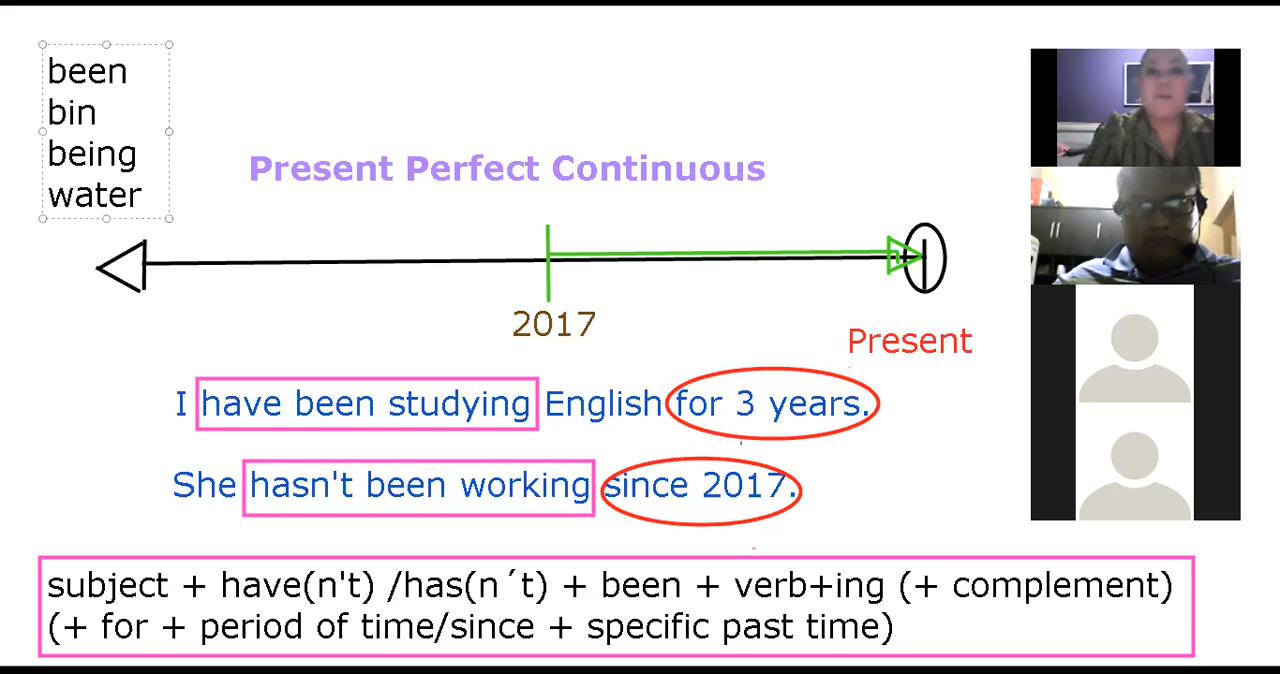 been
bin
being
water
Present Perfect Continuous
2017
Present
I have been studying English for 3 years.
She hasn't been working since 2017.
subject + have(n't) /has(n´t) + been + verb+ing (+ complement)
(+ for + period of time/since + specific past time)